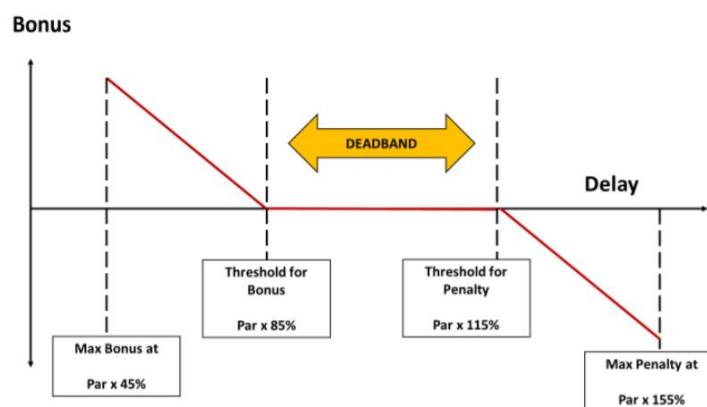 Bonus
DEADBAND
Delay
Threshold for
Bonus
Par x 85%
Threshold for
Penalty
Par x 115%
Max Bonus at
Par x 45%
Max Penalty at
Par x 155%